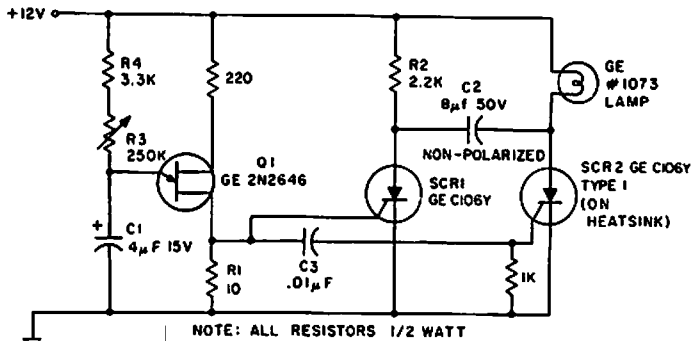 +12V
R4
3.3K
R3
250K
220
Q1
GE 2N2646
+
C1
4µF 15V
R1
10
C3
.01µF
R2
2.2K
C2
8µf 50V
NON-POLARIZED
SCR1
GE C106Y
GE
#1073
LAMP
SCR2 GE C106Y
TYPE 1
(ON
HEATSINK)
1K
NOTE: ALL RESISTORS 1/2 WATT